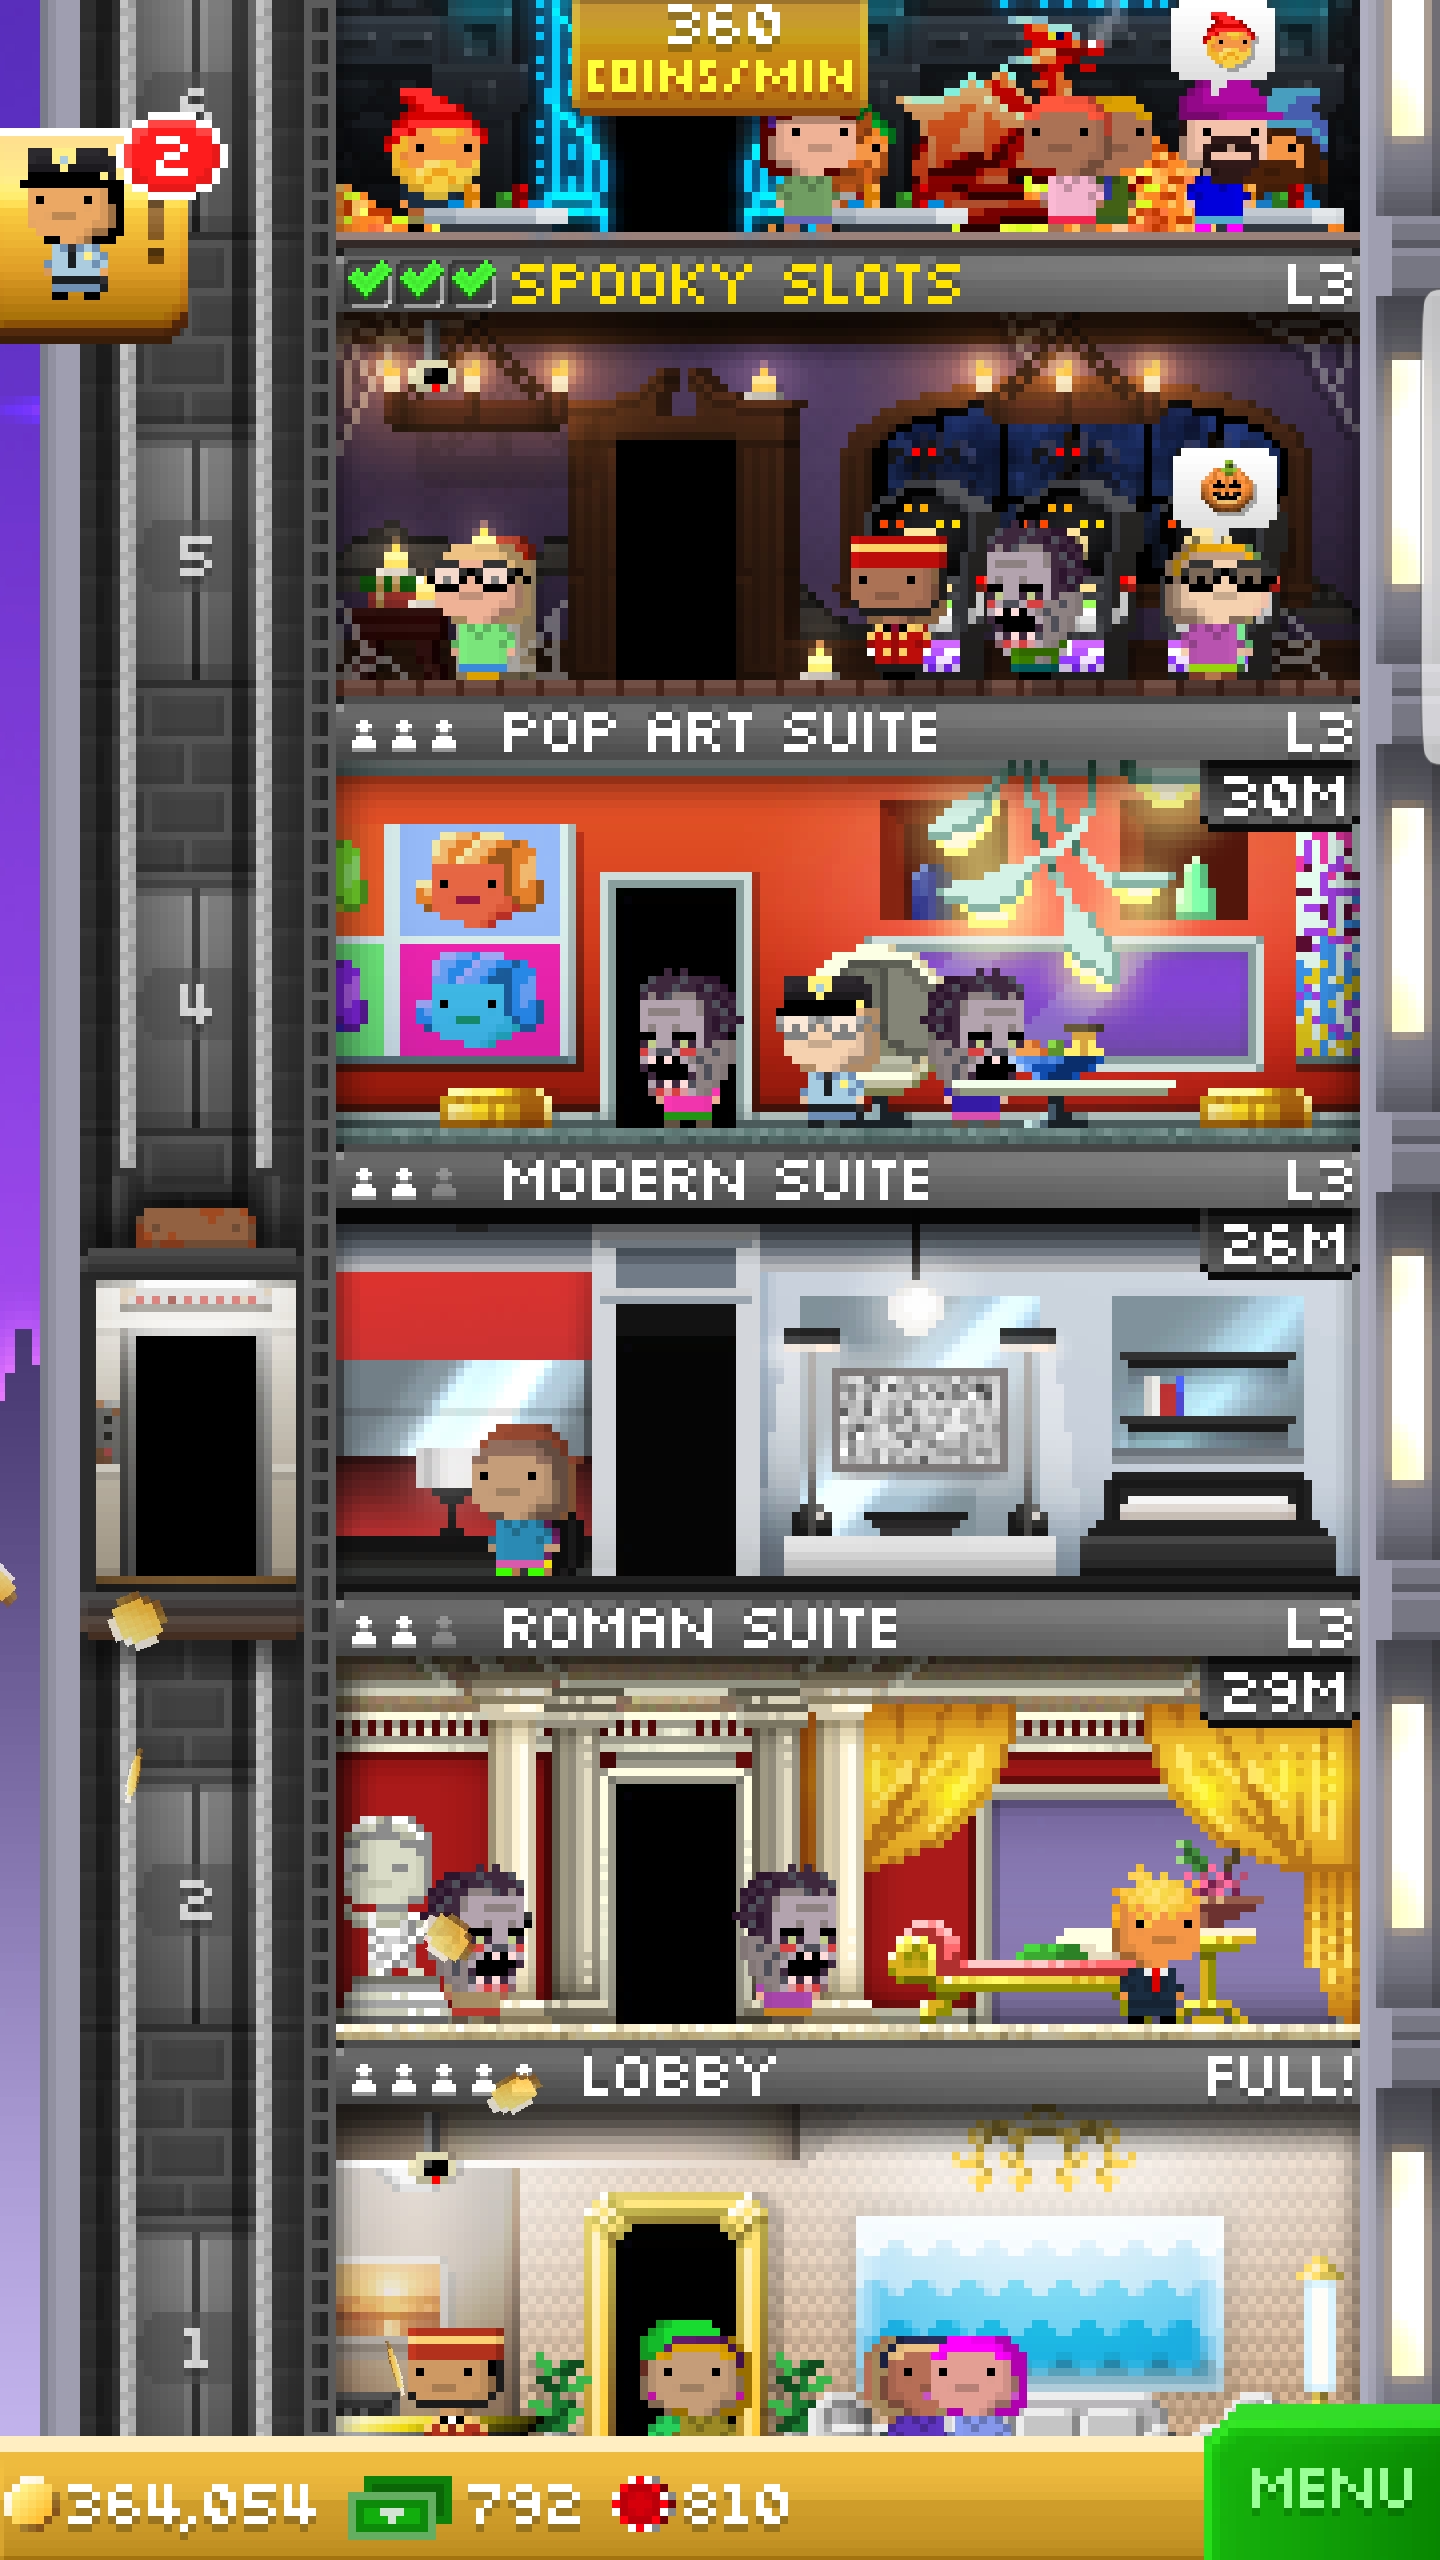 360
COINS/MIN
2
SPOOKY SLOTS L3
5
POP ART SUITE L3
30M
4
MODERN SUITE L3
26M
ROMAN SUITE L3
29M
2
LOBBY FULL!
1
364,054 792 810 MENU